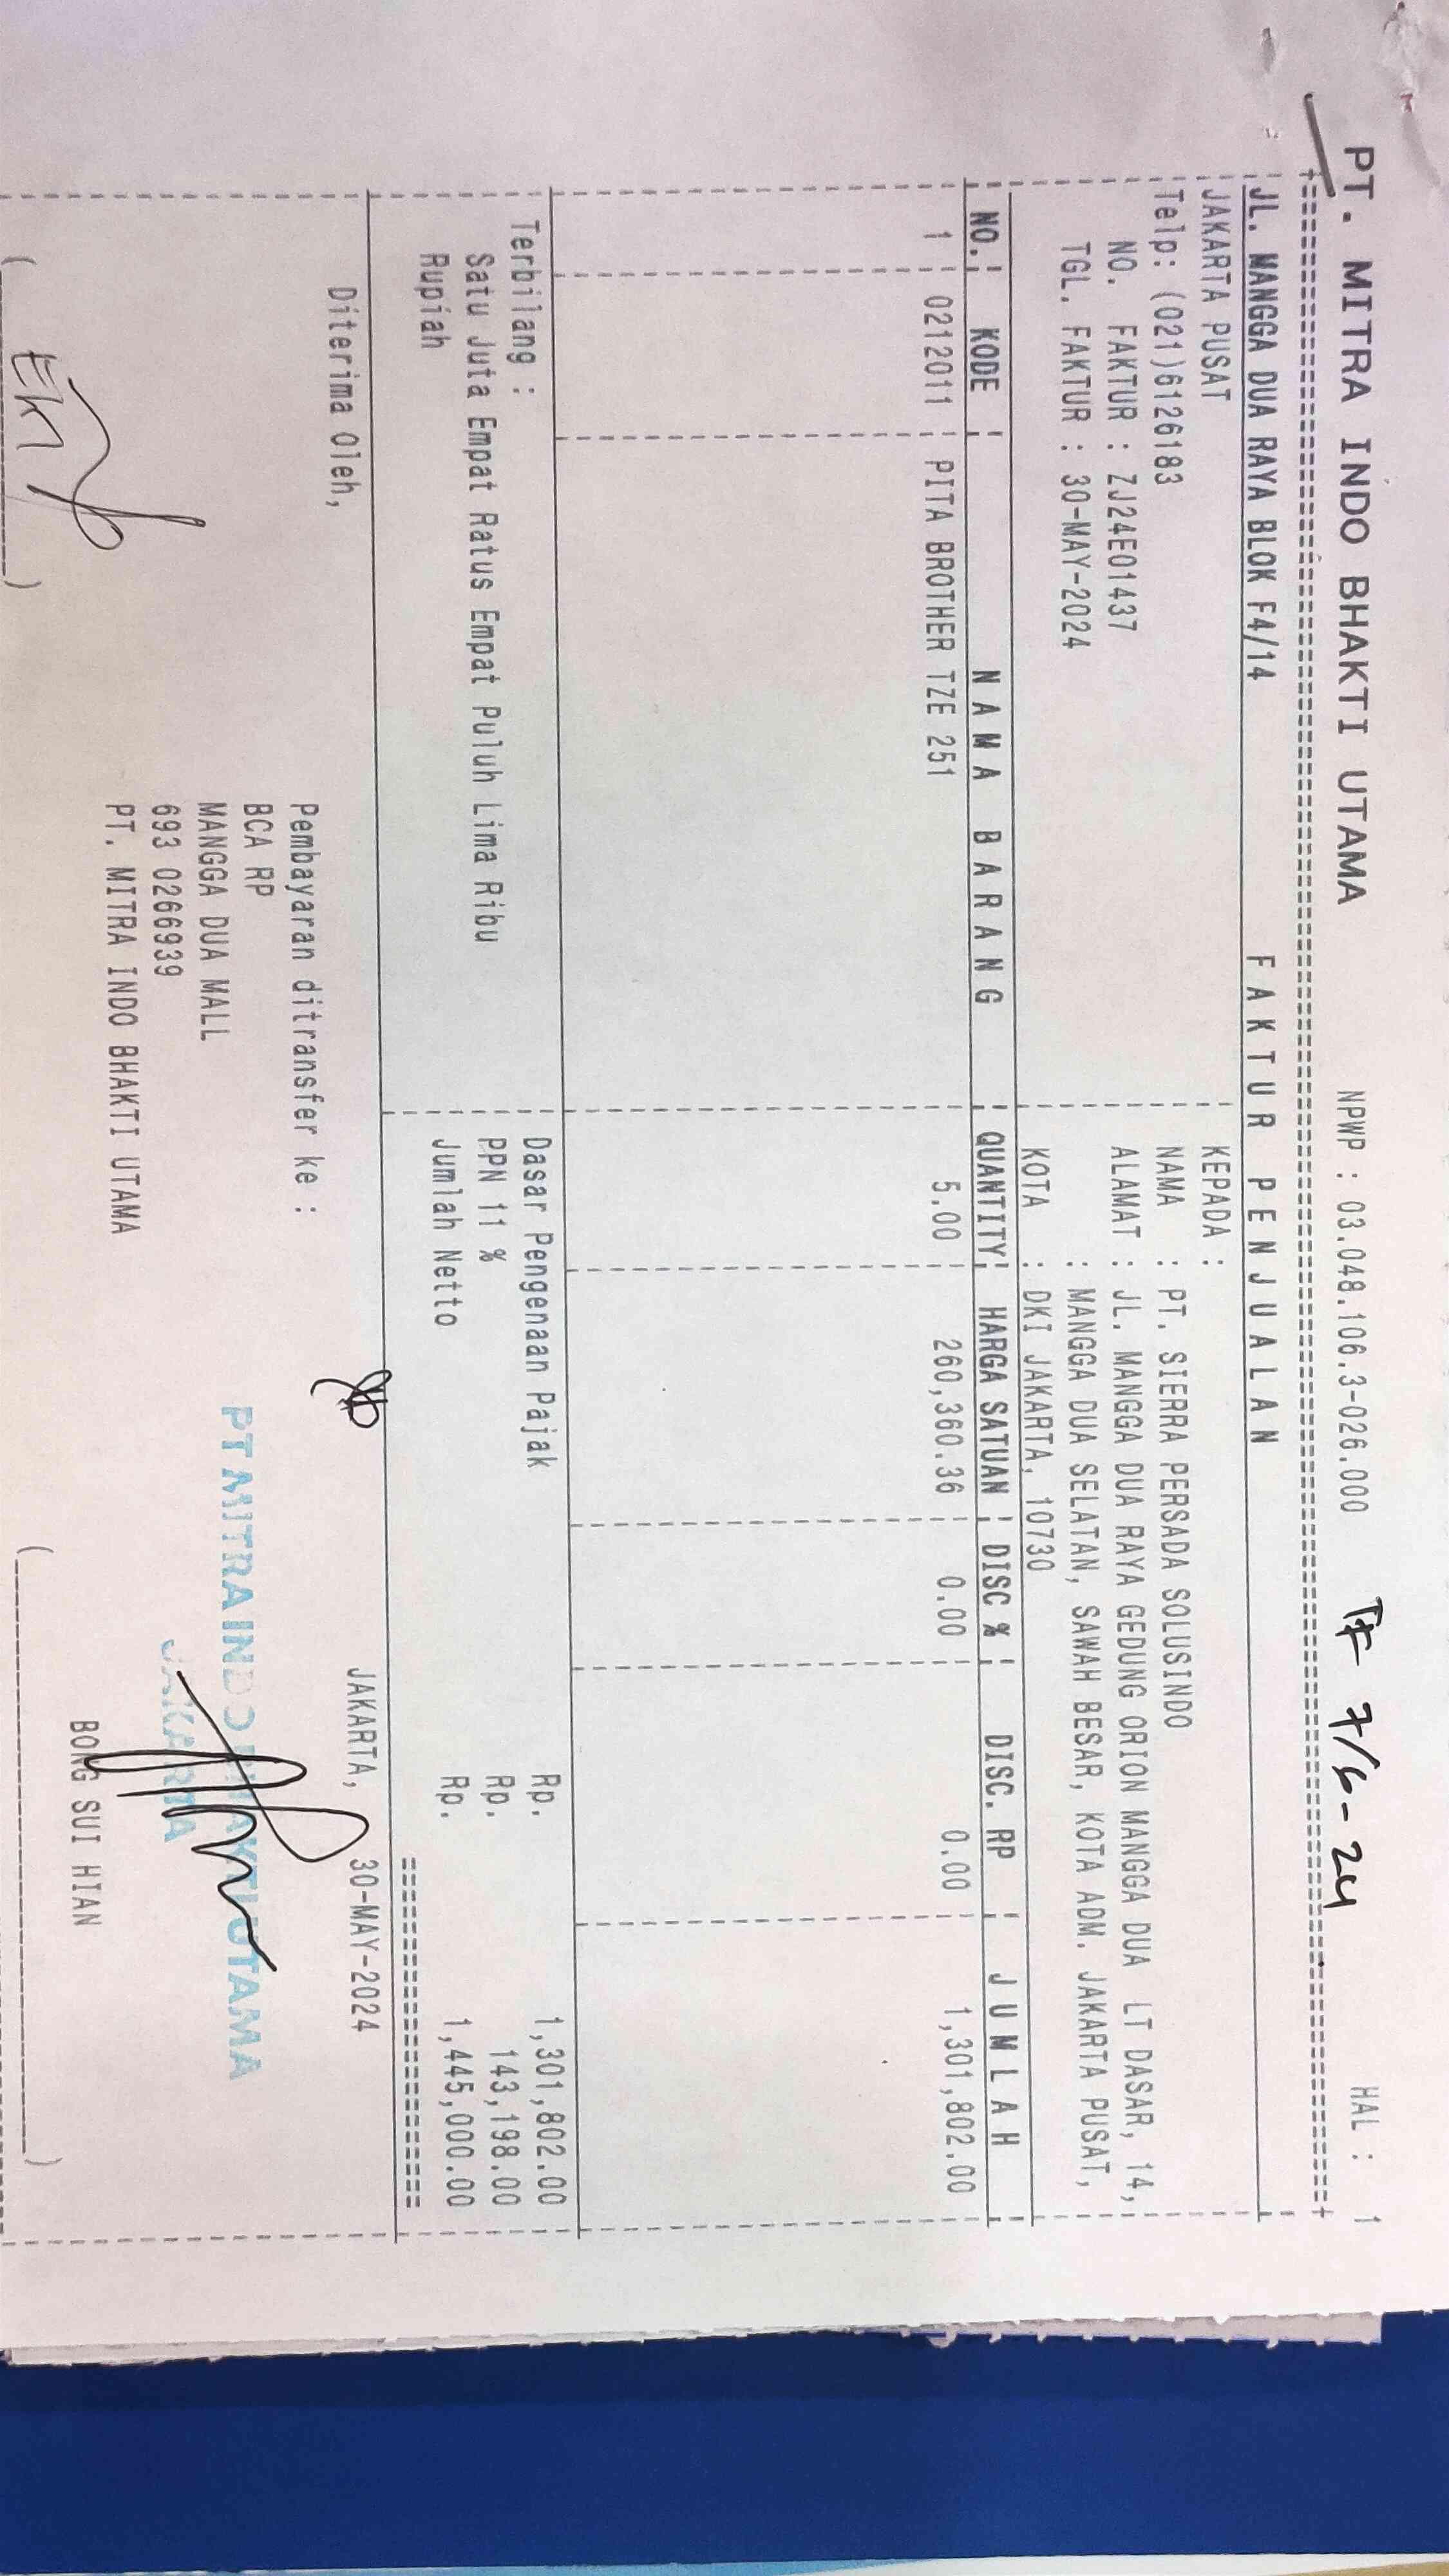 PT. MITRA INDO BHAKTI UTAMA NPWP : 03.048.106.3-026.000 TF 7/6-24 HAL : 1
FAKTUR PENJUALAN
JL. MANGGA DUA RAYA BLOK F4/14
JAKARTA PUSAT
Telp: (021)6126183
NO. FAKTUR : ZJ24E01437
TGL. FAKTUR : 30-MAY-2024
KEPADA :
NAMA : PT. SIERRA PERSADA SOLUSINDO
ALAMAT : JL. MANGGA DUA RAYA GEDUNG ORION MANGGA DUA LT DASAR, 14,
: MANGGA DUA SELATAN, SAWAH BESAR, KOTA ADM. JAKARTA PUSAT,
KOTA : DKI JAKARTA, 10730
NO. KODE NAMA BARANG QUANTITY HARGA SATUAN DISC % DISC. RP JUMLAH
1 0212011 PITA BROTHER TZE 251 5.00 260,360.36 0.00 0.00 1,301,802.00
Terbilang :
Satu Juta Empat Ratus Empat Puluh Lima Ribu
Rupiah
Dasar Pengenaan Pajak Rp. 1,301,802.00
PPN 11 % Rp. 143,198.00
Jumlah Netto Rp. 1,445,000.00
Diterima Oleh,
Pembayaran ditransfer ke :
BCA RP
MANGGA DUA MALL
693 0266939
PT. MITRA INDO BHAKTI UTAMA
JAKARTA, 30-MAY-2024
PT MITRA INDO BHAKTI UTAMA
JAKARTA
BONG SUI HIAN